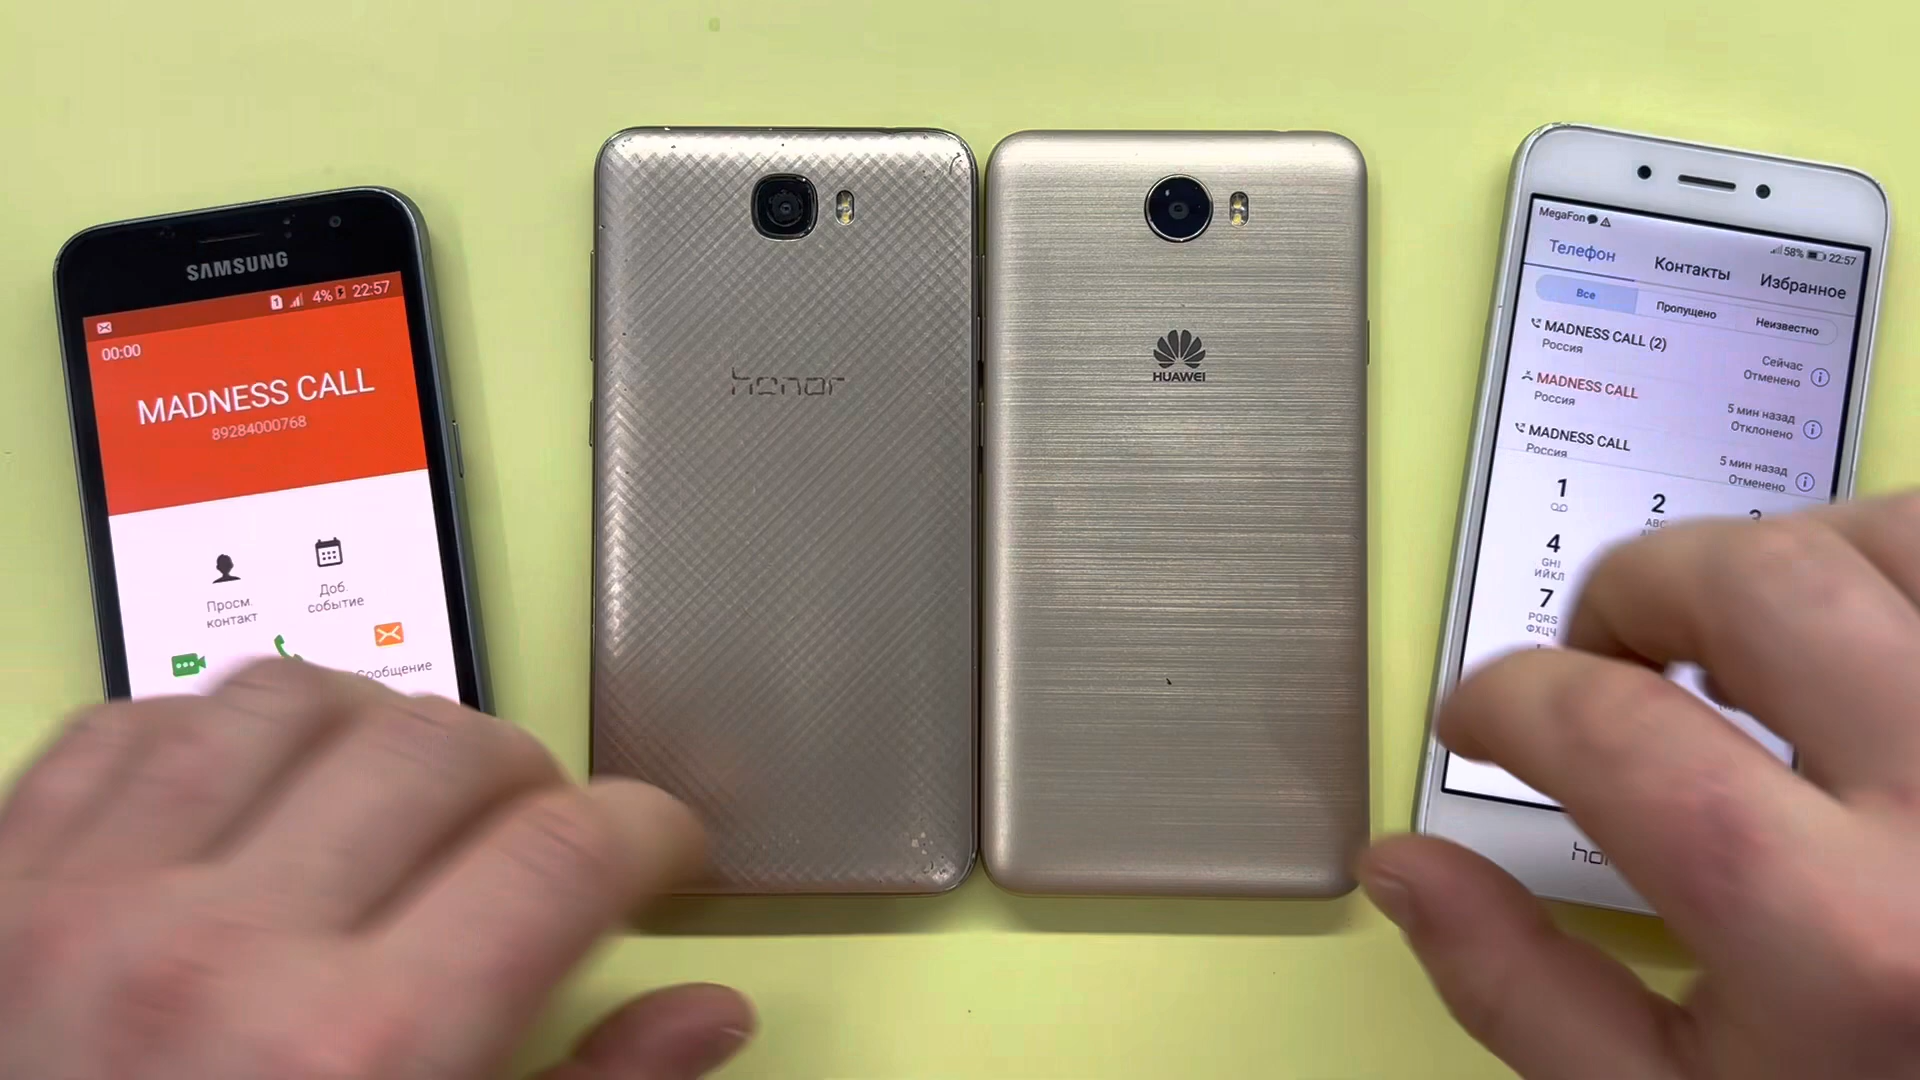 SAMSUNG
4% 22:57
00:00
MADNESS CALL
89284000768
Просм.
контакт
Доб.
событие
Сообщение
honor
HUAWEI
MegaFon
58% 22:57
Телефон
Контакты
Избранное
Все
Пропущено
Неизвестно
MADNESS CALL (2)
Россия
Сейчас
Отменено
MADNESS CALL
Россия
5 мин назад
Отклонено
MADNESS CALL
Россия
5 мин назад
Отменено
1
2
3
4
GHI
ИЙКЛ
7
PQRS
ФХЦЧ